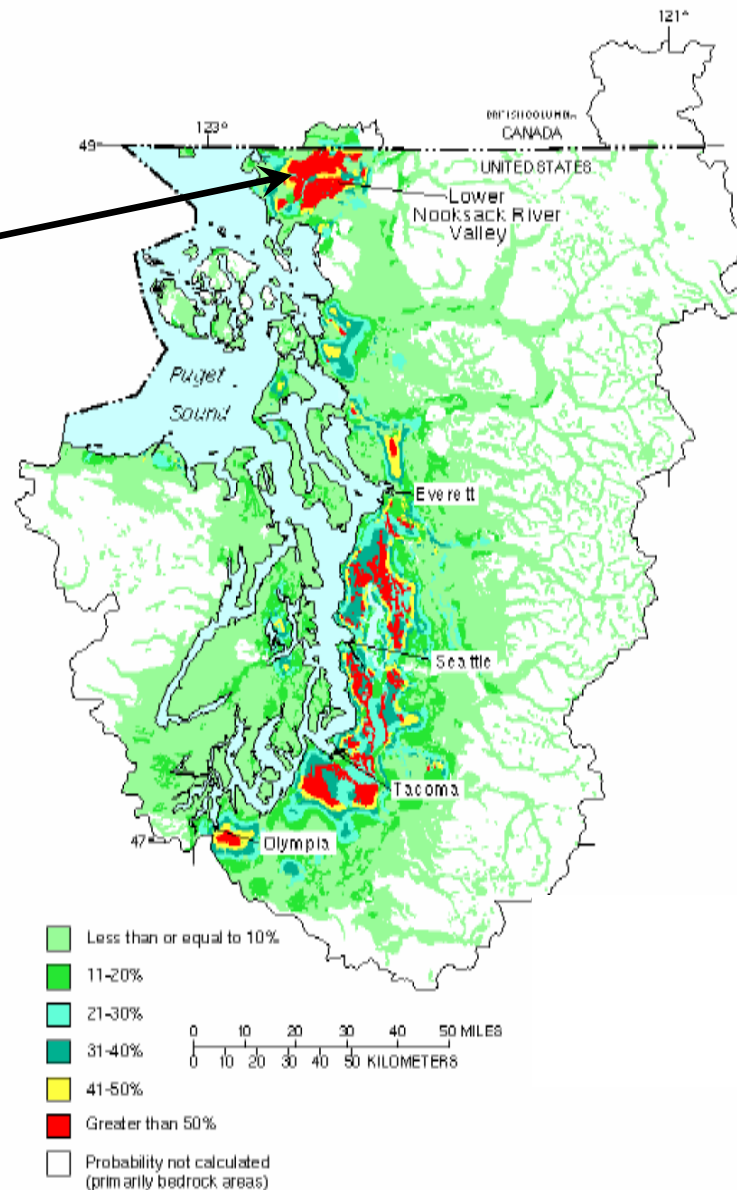 121°
BRITISH COLUMBIA
CANADA
49°
123°
UNITED STATES
Lower
Nooksack River
Valley
Puget
Sound
Everett
Seattle
Tacoma
47°
Olympia
Less than or equal to 10%
11-20%
21-30%
31-40%
41-50%
Greater than 50%
Probability not calculated
(primarily bedrock areas)
0 10 20 30 40 50 MILES
0 10 20 30 40 50 KILOMETERS